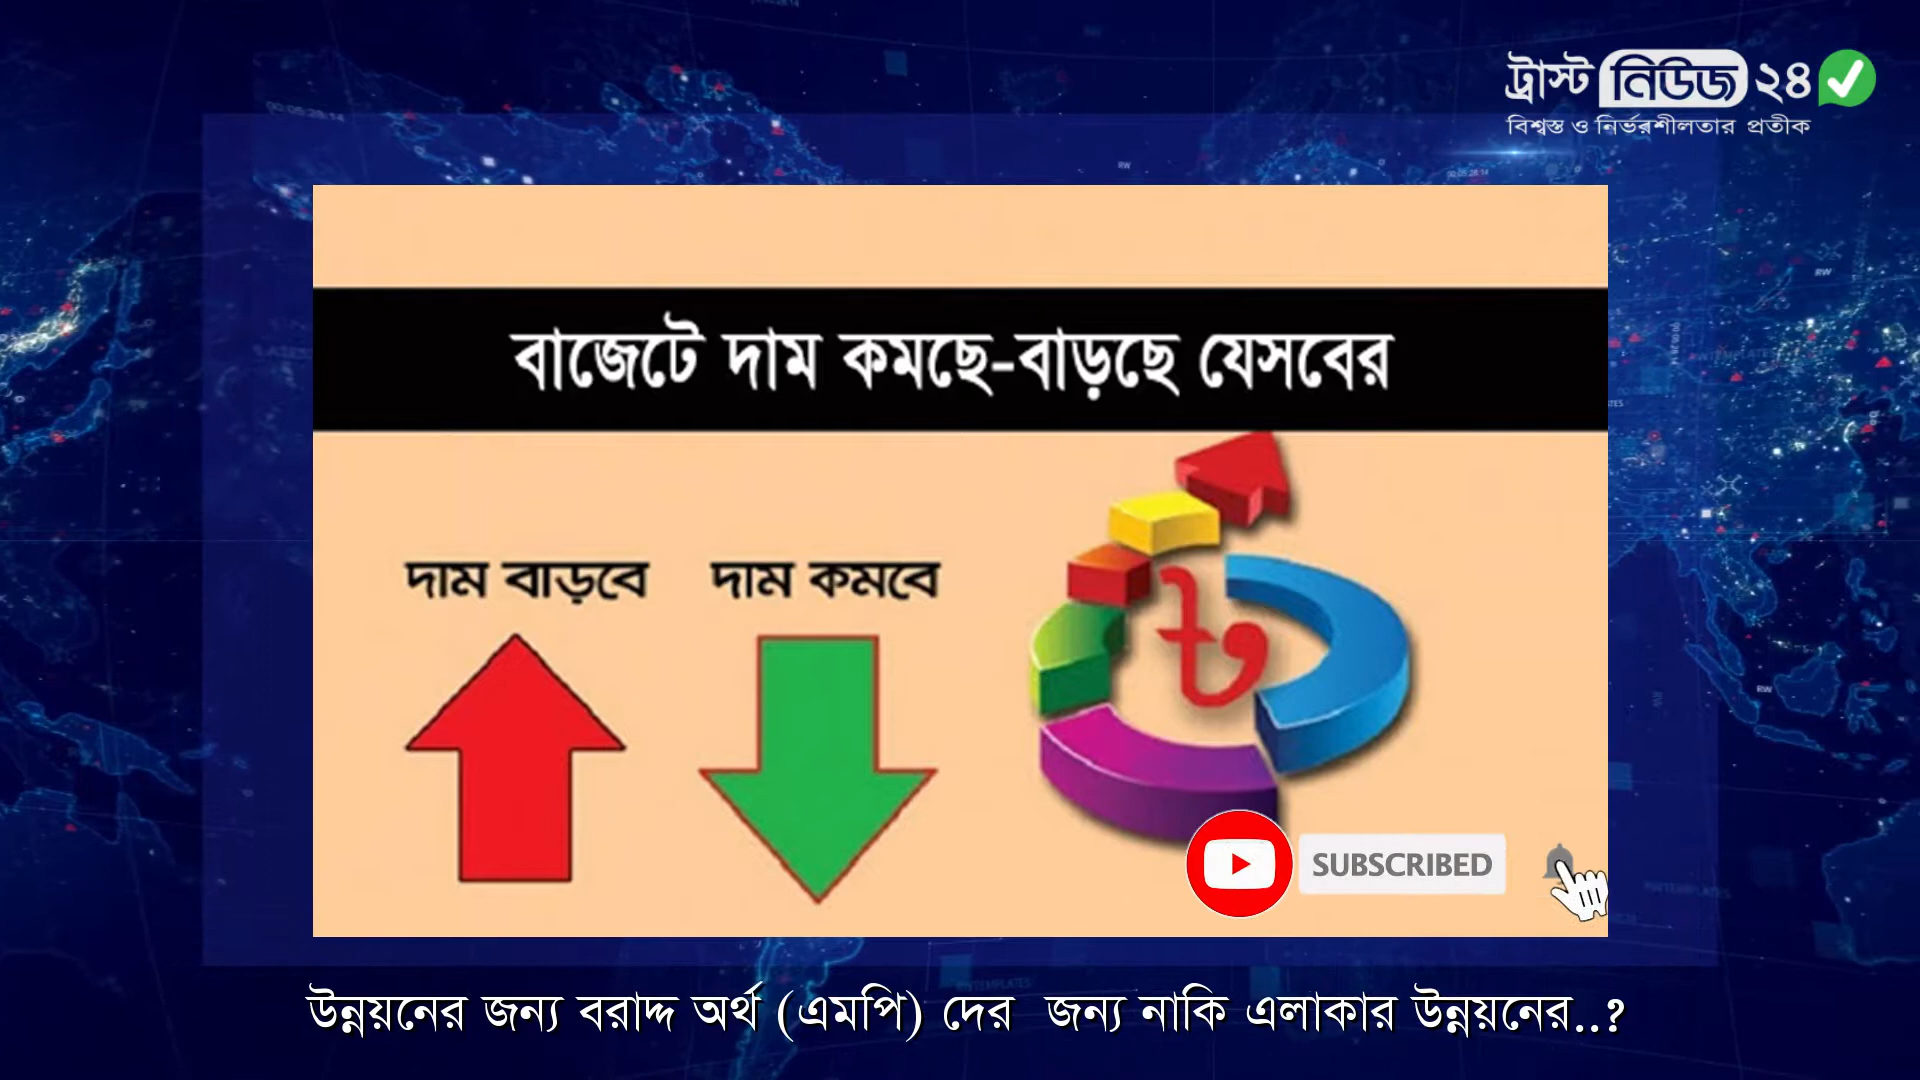 ট্রাস্ট নিউজ ২৪
বিশ্বস্ত ও নির্ভরশীলতার প্রতীক
বাজেটে দাম কমছে-বাড়ছে যেসবের
দাম বাড়বে দাম কমবে
৳
SUBSCRIBED
উন্নয়নের জন্য বরাদ্দ অর্থ (এমপি) দের জন্য নাকি এলাকার উন্নয়নের..?